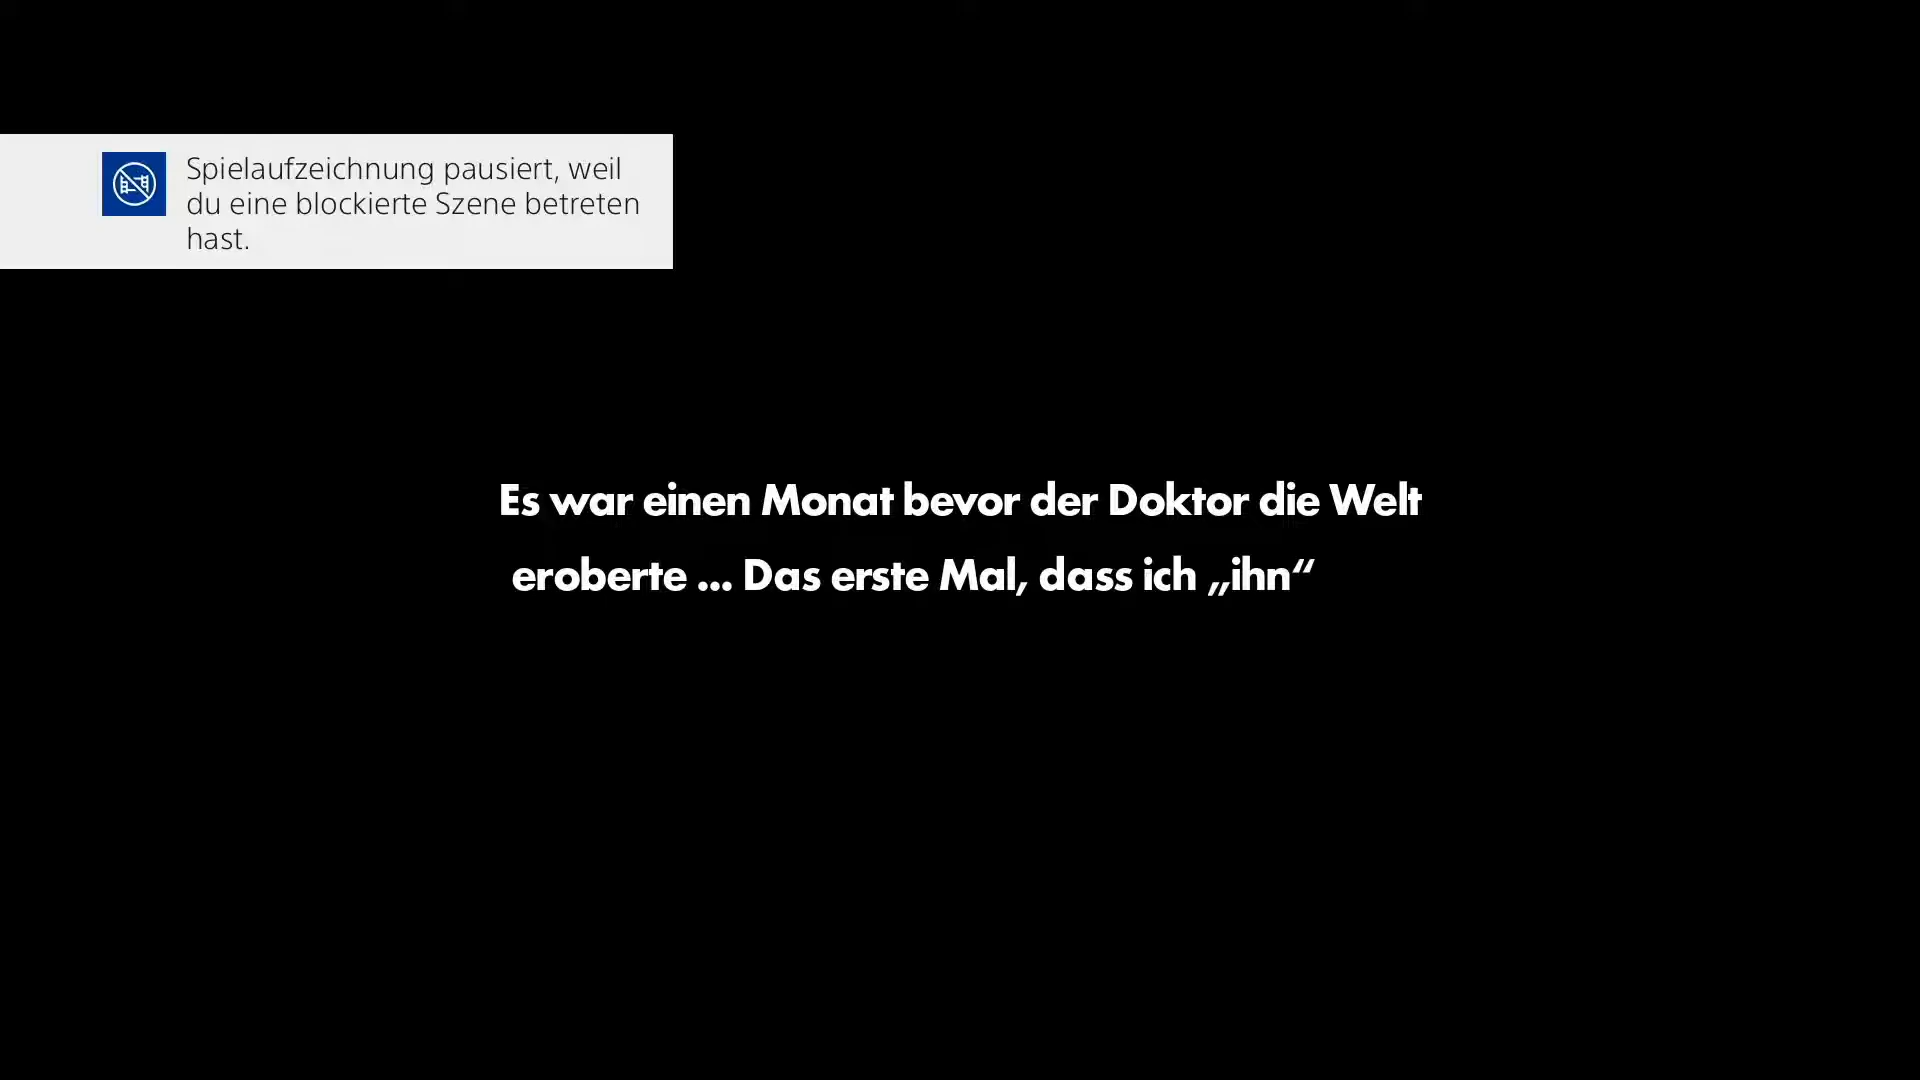 Spielaufzeichnung pausiert, weil
du eine blockierte Szene betreten
hast.
Es war einen Monat bevor der Doktor die Welt
eroberte ... Das erste Mal, dass ich „ihn“